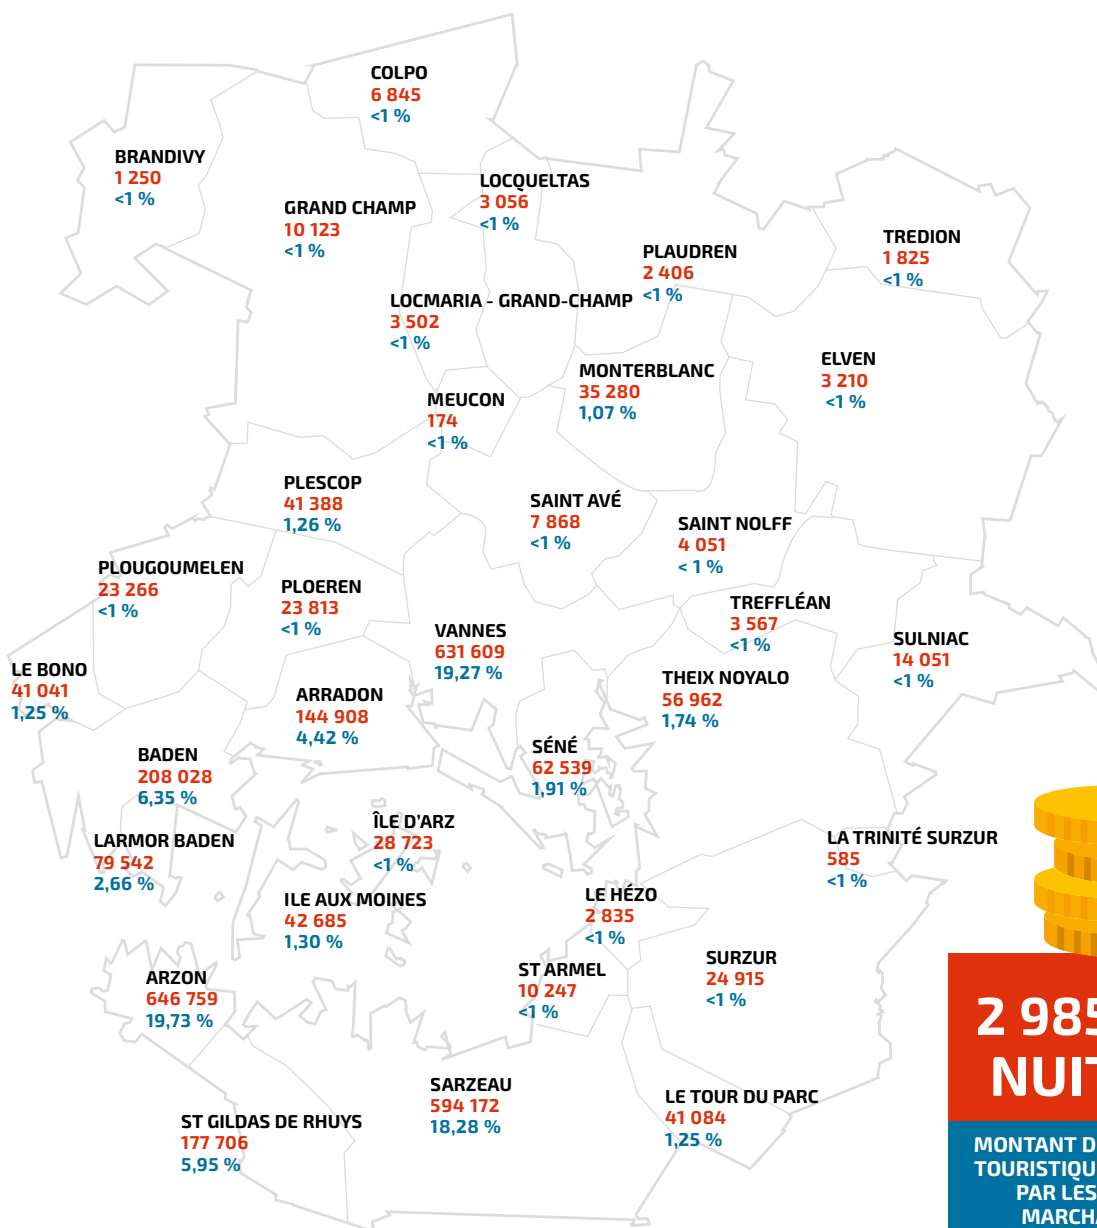 COLPO
6 845
<1 %
BRANDIVY
1 250
<1 %
LOCQUELTAS
3 056
<1 %
GRAND CHAMP
10 123
<1 %
PLAUDREN
2 406
<1 %
TREDION
1 825
<1 %
LOCMARIA - GRAND-CHAMP
3 502
<1 %
ELVEN
3 210
<1 %
MONTERBLANC
35 280
1,07 %
MEUCON
174
<1 %
PLESCOP
41 388
1,26 %
SAINT AVÉ
7 868
<1 %
SAINT NOLFF
4 051
< 1 %
PLOUGOUMELEN
23 266
<1 %
PLOEREN
23 813
<1 %
TREFFLÉAN
3 567
<1 %
VANNES
631 609
19,27 %
SULNIAC
14 051
<1 %
LE BONO
41 041
1,25 %
THEIX NOYALO
56 962
1,74 %
ARRADON
144 908
4,42 %
BADEN
208 028
6,35 %
SÉNÉ
62 539
1,91 %
ÎLE D'ARZ
28 723
<1 %
LARMOR BADEN
79 542
2,66 %
LA TRINITÉ SURZUR
585
<1 %
ILE AUX MOINES
42 685
1,30 %
LE HÉZO
2 835
<1 %
SURZUR
24 915
<1 %
ST ARMEL
10 247
<1 %
ARZON
646 759
19,73 %
SARZEAU
594 172
18,28 %
LE TOUR DU PARC
41 084
1,25 %
ST GILDAS DE RHUYS
177 706
5,95 %
2 985
NUIT
MONTANT D
TOURISTIQU
PAR LES
MARCHA